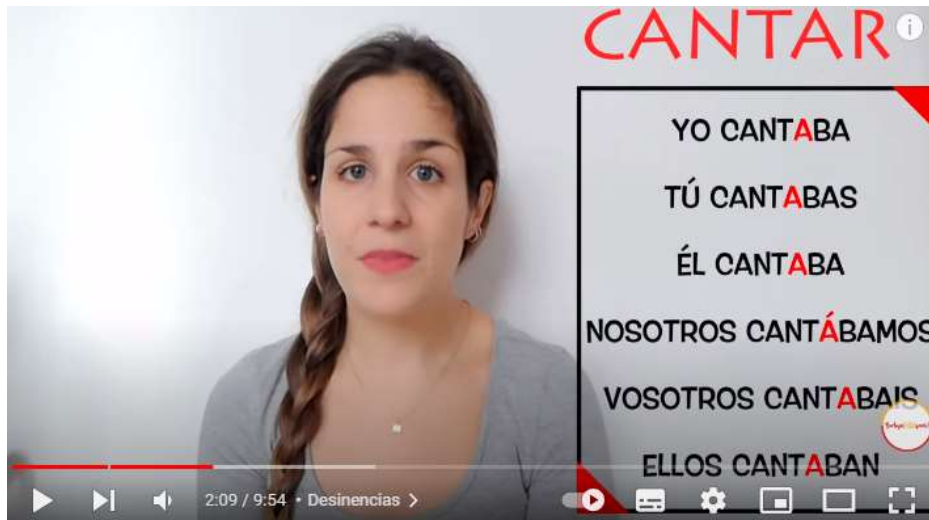 CANTAR
YO CANTABA
TÚ CANTABAS
ÉL CANTABA
NOSOTROS CANTÁBAMOS
VOSOTROS CANTABAIS
ELLOS CANTABAN
2:09 / 9:54 • Desinencias >